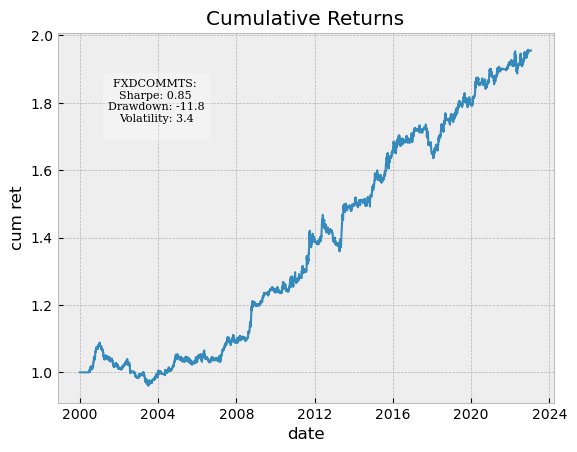 Cumulative Returns
2.0
1.8
1.6
1.4
1.2
1.0
cum ret
FXDCOMMTS:
Sharpe: 0.85
Drawdown: -11.8
Volatility: 3.4
2000 2004 2008 2012 2016 2020 2024
date